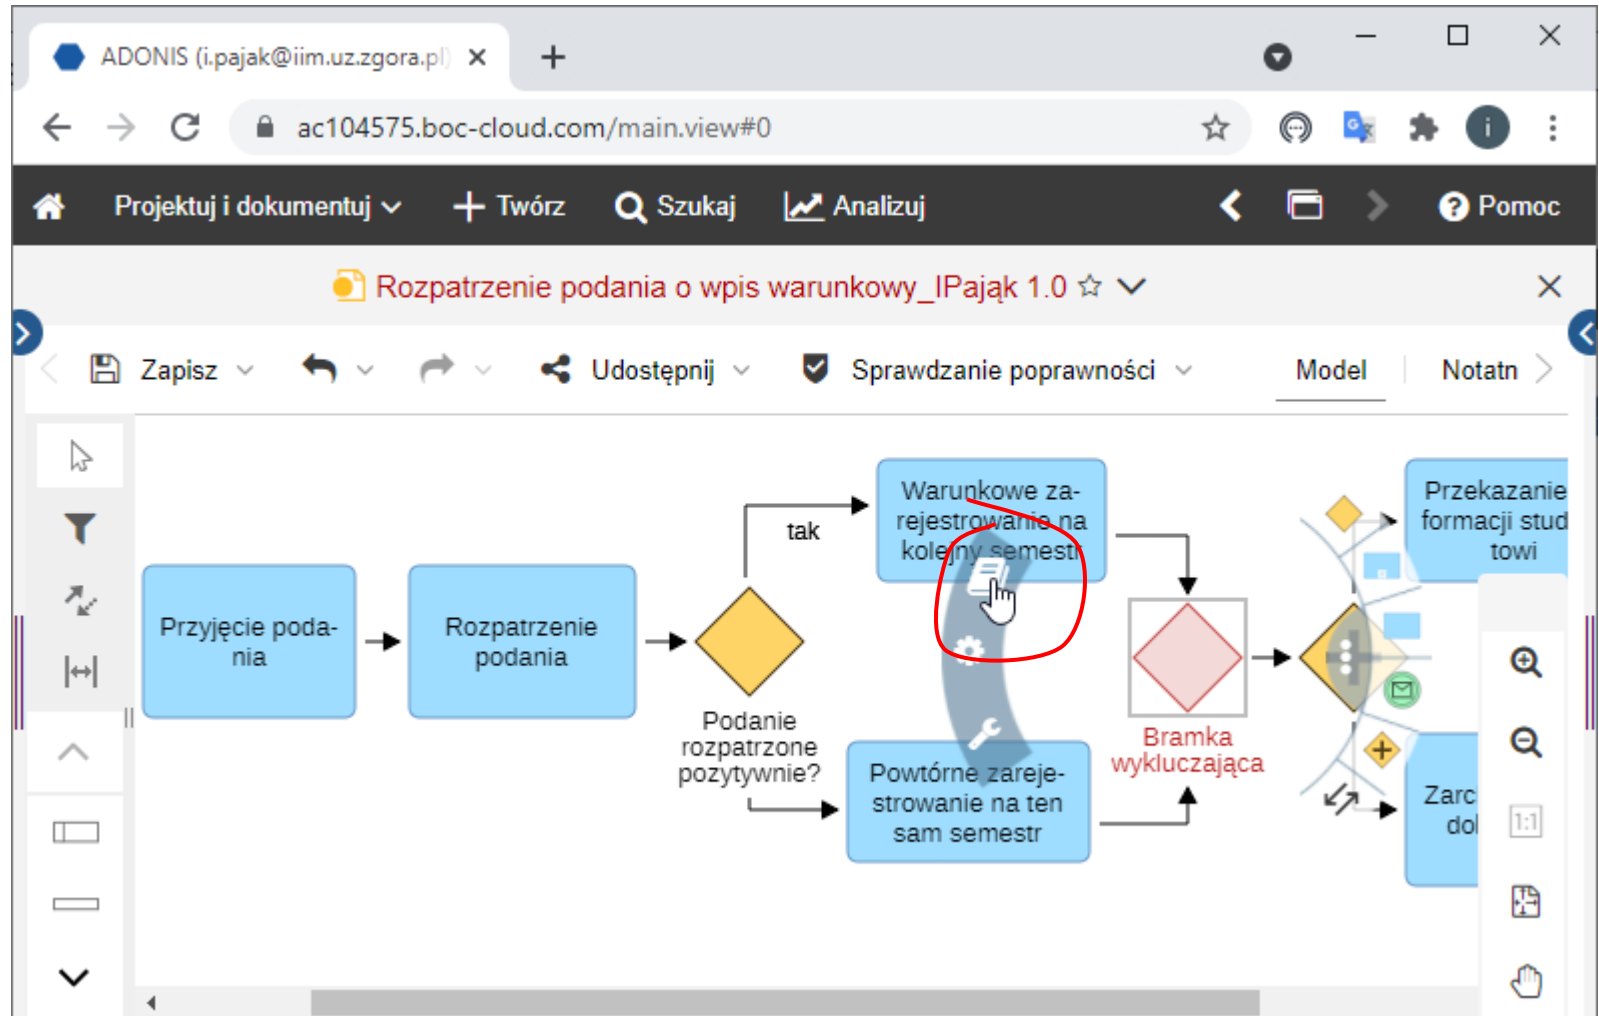 ADONIS (i.pajak@iim.uz.zgora.pl)
ac104575.boc-cloud.com/main.view#0
i
Projektuj i dokumentuj
Twórz
Szukaj
Analizuj
Pomoc
Rozpatrzenie podania o wpis warunkowy_IPająk 1.0
Zapisz
Udostępnij
Sprawdzanie poprawności
Model
Notatn
Przyjęcie poda-
nia
Rozpatrzenie
podania
Podanie
rozpatrzone
pozytywnie?
tak
Warunkowe za-
rejestrowanie na
kolejny semestr
Powtórne zareje-
strowanie na ten
sam semestr
Bramka
wykluczająca
Przekazanie
formacji stud
towi
Zarc
dol
1:1